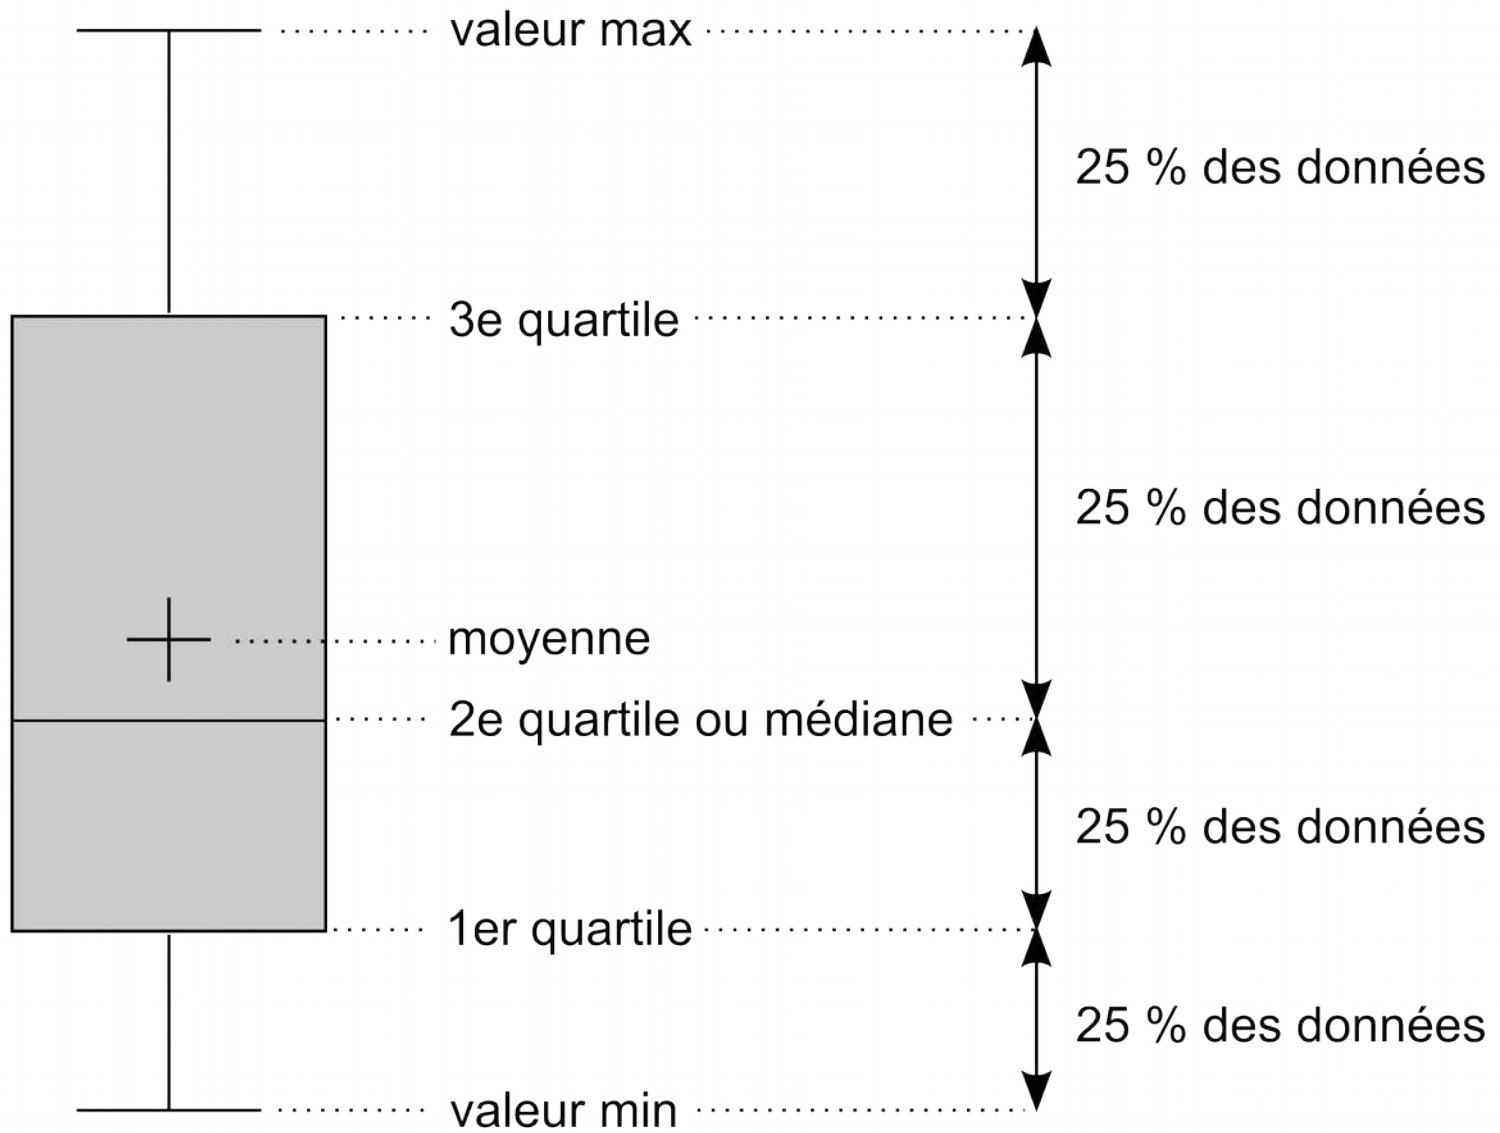 valeur max
25 % des données
3e quartile
25 % des données
moyenne
2e quartile ou médiane
25 % des données
1er quartile
25 % des données
valeur min